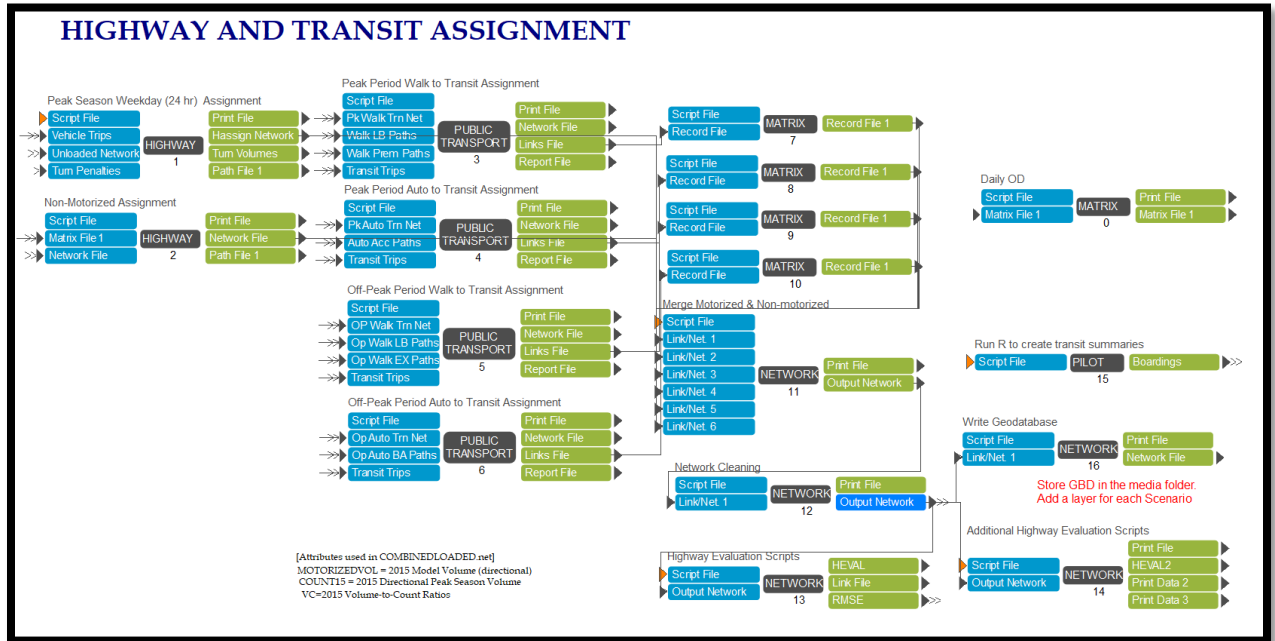 HIGHWAY AND TRANSIT ASSIGNMENT
Peak Season Weekday (24 hr) Assignment
Script File
Print File
Vehicle Trips
Hassign Network
HIGHWAY
Unbloaded Network
Turn Volumes
1
Turn Penalties
Path File 1
Non-Motorized Assignment
Script File
Print File
Matrix File 1
HIGHWAY
Network File
2
Network File
Path File 1
Peak Period Walk to Transit Assignment
Script File
Print File
Pk Walk Trn Net
PUBLIC TRANSPORT
Network File
Walk LB Paths
Links File
Walk Prem Paths
3
Report File
Transit Trips
Peak Period Auto to Transit Assignment
Script File
Print File
Pk Auto Trn Net
PUBLIC TRANSPORT
Network File
Auto Acc Paths
Links File
Transit Trips
4
Report File
Off-Peak Period Walk to Transit Assignment
Script File
Print File
OP Walk Trn Net
PUBLIC TRANSPORT
Network File
Op Walk LB Paths
Links File
Op Walk EX Paths
5
Report File
Transit Trips
Off-Peak Period Auto to Transit Assignment
Script File
Print File
Op Auto Trn Net
PUBLIC TRANSPORT
Network File
Op Auto BA Paths
Links File
Transit Trips
6
Report File
[Attributes used in COMBINEDLOADED.net]
MOTORIZEDVOL = 2015 Model Volume (directional)
COUNT15 = 2015 Directional Peak Season Volume
VC=2015 Volume-to-Count Ratios
Script File
MATRIX
Record File 1
Record File
7
Script File
MATRIX
Record File 1
Record File
8
Script File
MATRIX
Record File 1
Record File
9
Script File
MATRIX
Record File 1
Record File
10
Merge Motorized & Non-motorized
Script File
Link/Net. 1
Link/Net. 2
Link/Net. 3
Link/Net. 4
Link/Net. 5
Link/Net. 6
NETWORK
11
Print File
Output Network
Network Cleaning
Script File
Print File
Link/Net. 1
NETWORK
Output Network
12
Highway Evaluation Scripts
Script File
HEVAL
Output Network
NETWORK
Link File
13
RMSE
Daily OD
Script File
MATRIX
Print File
Matrix File 1
0
Matrix File 1
Run R to create transit summaries
Script File
PILOT
Boardings
15
Write Geodatabase
Script File
Print File
Link/Net. 1
NETWORK
Network File
16
Store GBD in the media folder.
Add a layer for each Scenario
Additional Highway Evaluation Scripts
Print File
Script File
HEVAL2
Output Network
NETWORK
Print Data 2
14
Print Data 3